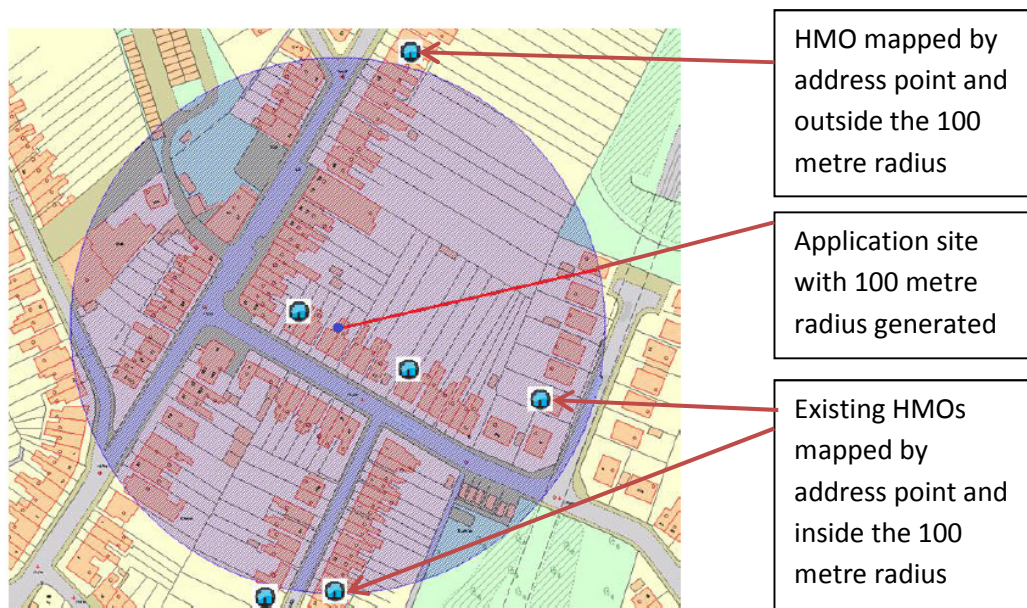 HMO mapped by
address point and
outside the 100
metre radius
Application site
with 100 metre
radius generated
Existing HMOs
mapped by
address point and
inside the 100
metre radius